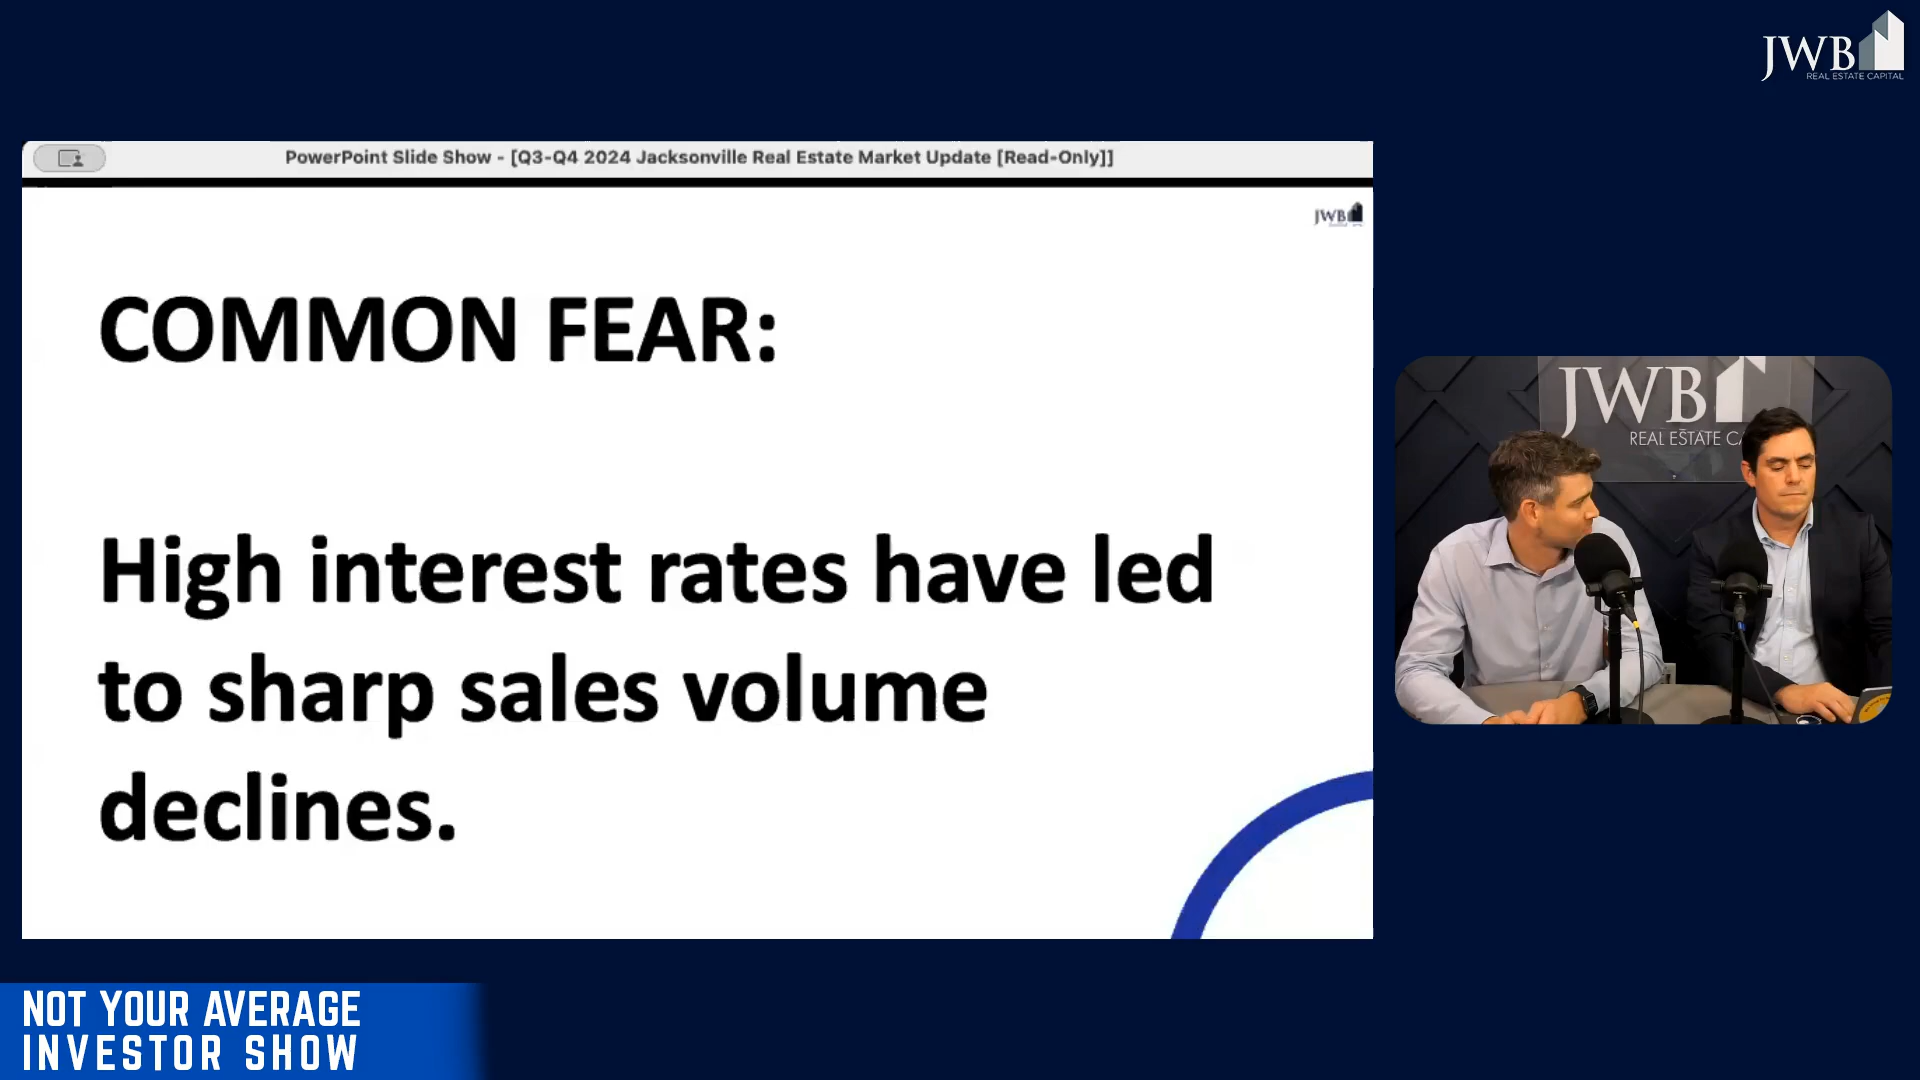 JWB
REAL ESTATE CAPITAL
PowerPoint Slide Show - [Q3-Q4 2024 Jacksonville Real Estate Market Update [Read-Only]]
JWB
COMMON FEAR:
High interest rates have led
to sharp sales volume
declines.
JWB
REAL ESTATE CA
NOT YOUR AVERAGE
INVESTOR SHOW